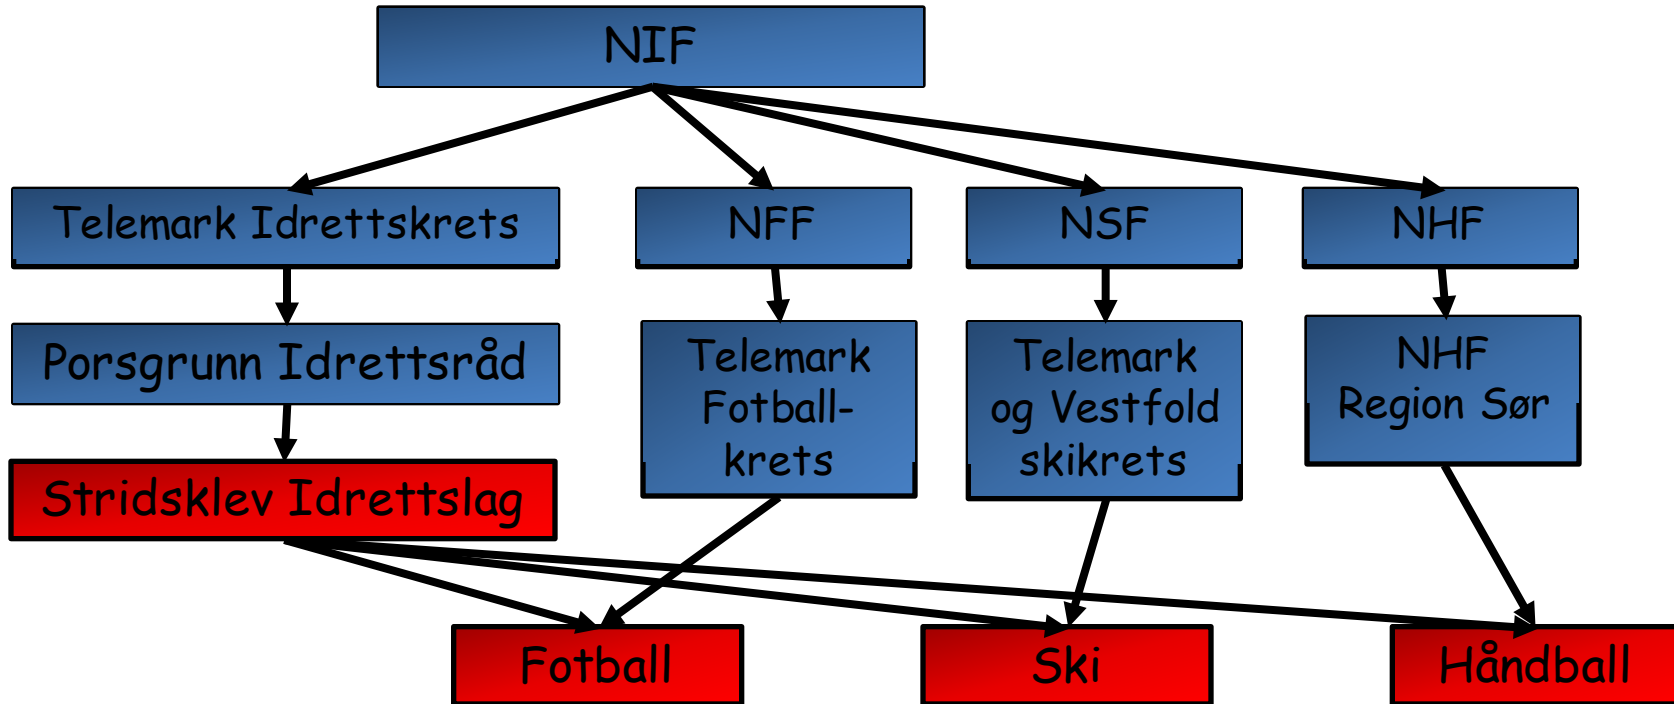 NIF
Telemark Idrettskrets
NFF
NSF
NHF
Porsgrunn Idrettsråd
Telemark
Fotball-
krets
Telemark
og Vestfold
skikrets
NHF
Region Sør
Stridsklev Idrettslag
Fotball
Ski
Håndball